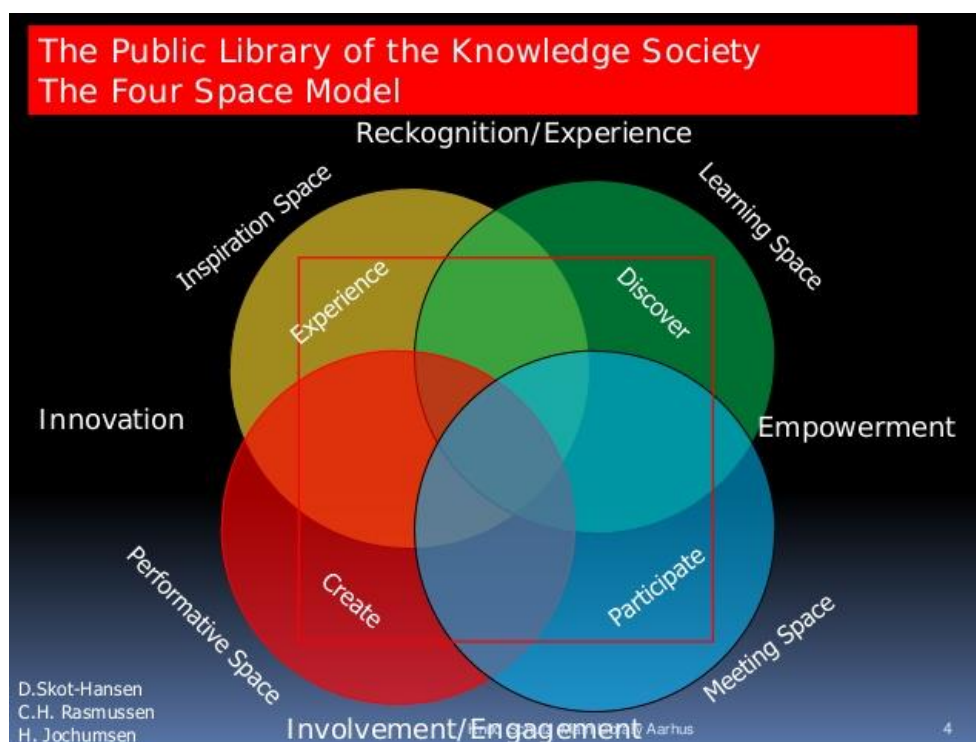 The Public Library of the Knowledge Society
The Four Space Model
Reckognition/Experience
Inspiration Space
Learning Space
Experience
Discover
Innovation
Empowerment
Create
Participate
Performative Space
Meeting Space
D.Skot-Hansen
C.H. Rasmussen
H. Jochumsen
Involvement/Engagement
Aarhus
4